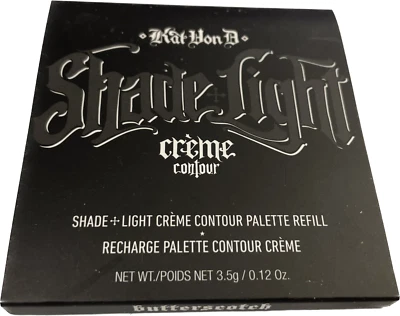 Kat Von D
Shade + Light
crème
contour
SHADE + LIGHT CRÈME CONTOUR PALETTE REFILL
RECHARGE PALETTE CONTOUR CRÈME
NET WT./POIDS NET 3.5g / 0.12 Oz.
butterscotch